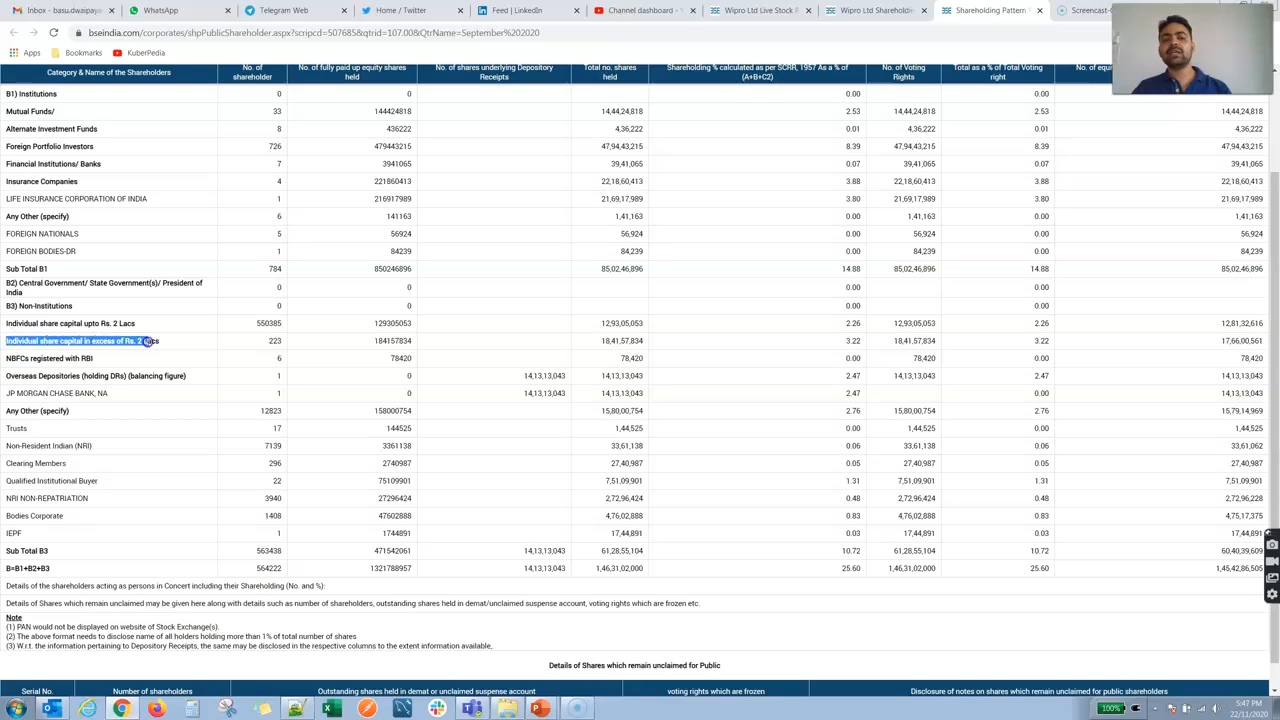 Inbox - basu.dwaipaya
WhatsApp
Telegram Web
Home / Twitter
Feed | LinkedIn
Channel dashboard - Y
Wipro Ltd Live Stock
Wipro Ltd Shareholdin
Shareholding Pattern
Screencast-
bseindia.com/corporates/shpPublicShareholder.aspx?scripcd=507685&qtrid=107.00&QtrName=September%202020
Apps Bookmarks KuberPedia
Category & Name of the Shareholders No. of shareholder No. of fully paid up equity shares held No. of shares underlying Depository Receipts Total no. shares held Shareholding % calculated as per SCRR, 1957 As a % of (A+B+C2) No. of Voting Rights Total as a % of Total Voting right No. of
B1) Institutions 0 0 0.00 0.00
Mutual Funds/ 33 144424818 14,44,24,818 2.53 14,44,24,818 2.53 14,44,24,818
Alternate Investment Funds 8 436222 4,36,222 0.01 4,36,222 0.01 4,36,222
Foreign Portfolio Investors 726 479443215 47,94,43,215 8.39 47,94,43,215 8.39 47,94,43,215
Financial Institutions/ Banks 7 3941065 39,41,065 0.07 39,41,065 0.07 39,41,065
Insurance Companies 4 221860413 22,18,60,413 3.88 22,18,60,413 3.88 22,18,60,413
LIFE INSURANCE CORPORATION OF INDIA 1 216917989 21,69,17,989 3.80 21,69,17,989 3.80 21,69,17,989
Any Other (specify) 6 141163 1,41,163 0.00 1,41,163 0.00 1,41,163
FOREIGN NATIONALS 5 56924 56,924 0.00 56,924 0.00 56,924
FOREIGN BODIES-DR 1 84239 84,239 0.00 84,239 0.00 84,239
Sub Total B1 784 850246896 85,02,46,896 14.88 85,02,46,896 14.88 85,02,46,896
B2) Central Government/ State Government(s)/ President of India 0 0 0.00 0.00
B3) Non-Institutions 0 0 0.00 0.00
Individual share capital upto Rs. 2 Lacs 550385 129305053 12,93,05,053 2.26 12,93,05,053 2.26 12,81,32,616
Individual share capital in excess of Rs. 2 Lacs 223 184157834 18,41,57,834 3.22 18,41,57,834 3.22 17,66,00,561
NBFCs registered with RBI 6 78420 78,420 0.00 78,420 0.00 78,420
Overseas Depositories (holding DRs) (balancing figure) 1 0 14,13,13,043 14,13,13,043 2.47 14,13,13,043 2.47 14,13,13,043
JP MORGAN CHASE BANK, NA 1 0 14,13,13,043 14,13,13,043 2.47 0.00 14,13,13,043
Any Other (specify) 12823 158000754 15,80,00,754 2.76 15,80,00,754 2.76 15,79,14,969
Trusts 17 144525 1,44,525 0.00 1,44,525 0.00 1,44,525
Non-Resident Indian (NRI) 7139 3361138 33,61,138 0.06 33,61,138 0.06 33,61,062
Clearing Members 296 2740987 27,40,987 0.05 27,40,987 0.05 27,40,987
Qualified Institutional Buyer 22 75109901 7,51,09,901 1.31 7,51,09,901 1.31 7,51,09,901
NRI NON-REPATRIATION 3940 27296424 2,72,96,424 0.48 2,72,96,424 0.48 2,72,96,228
Bodies Corporate 1408 47602888 4,76,02,888 0.83 4,76,02,888 0.83 4,75,17,375
IEPF 1 1744891 17,44,891 0.03 17,44,891 0.03 17,44,891
Sub Total B3 563438 471542061 14,13,13,043 61,28,55,104 10.72 61,28,55,104 10.72 60,40,39,609
B=B1+B2+B3 564222 1321788957 14,13,13,043 1,46,31,02,000 25.60 1,46,31,02,000 25.60 1,45,42,86,505
Details of the shareholders acting as persons in Concert including their Shareholding (No. and %):
Details of Shares which remain unclaimed may be given here along with details such as number of shareholders, outstanding shares held in demat/unclaimed suspense account, voting rights which are frozen etc.
Note
(1) PAN would not be displayed on website of Stock Exchange(s).
(2) The above format needs to disclose name of all holders holding more than 1% of total number of shares
(3) W.r.t. the information pertaining to Depository Receipts, the same may be disclosed in the respective columns to the extent information available,
Details of Shares which remain unclaimed for Public
Serial No. Number of shareholders Outstanding shares held in demat or unclaimed suspense account voting rights which are frozen Disclosure of notes on shares which remain unclaimed for public shareholders
100%
5:47 PM
22/11/2020